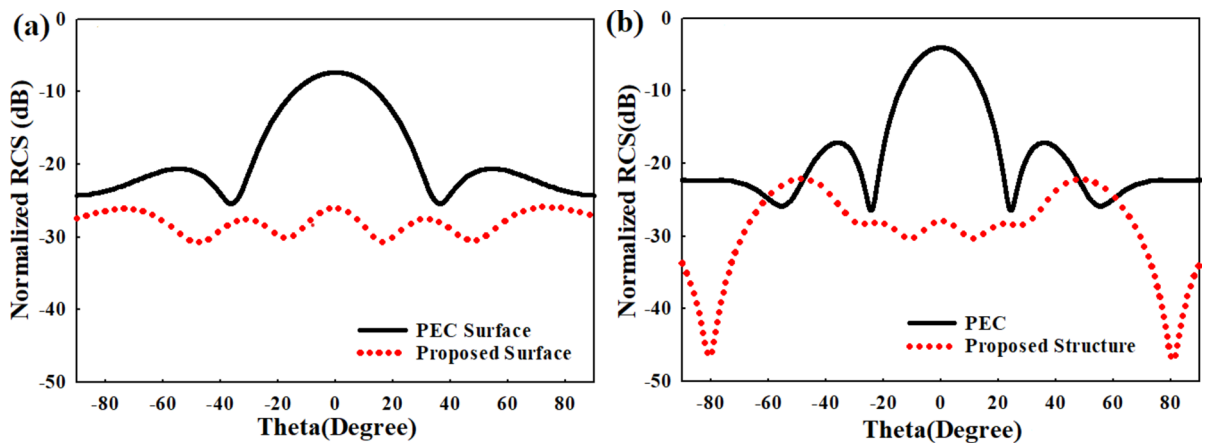 (a)
Normalized RCS (dB)
0
-10
-20
-30
-40
-50
-80 -60 -40 -20 0 20 40 60 80
Theta(Degree)
PEC Surface
Proposed Surface
(b)
Normalized RCS(dB)
0
-10
-20
-30
-40
-50
-80 -60 -40 -20 0 20 40 60 80
Theta(Degree)
PEC
Proposed Structure